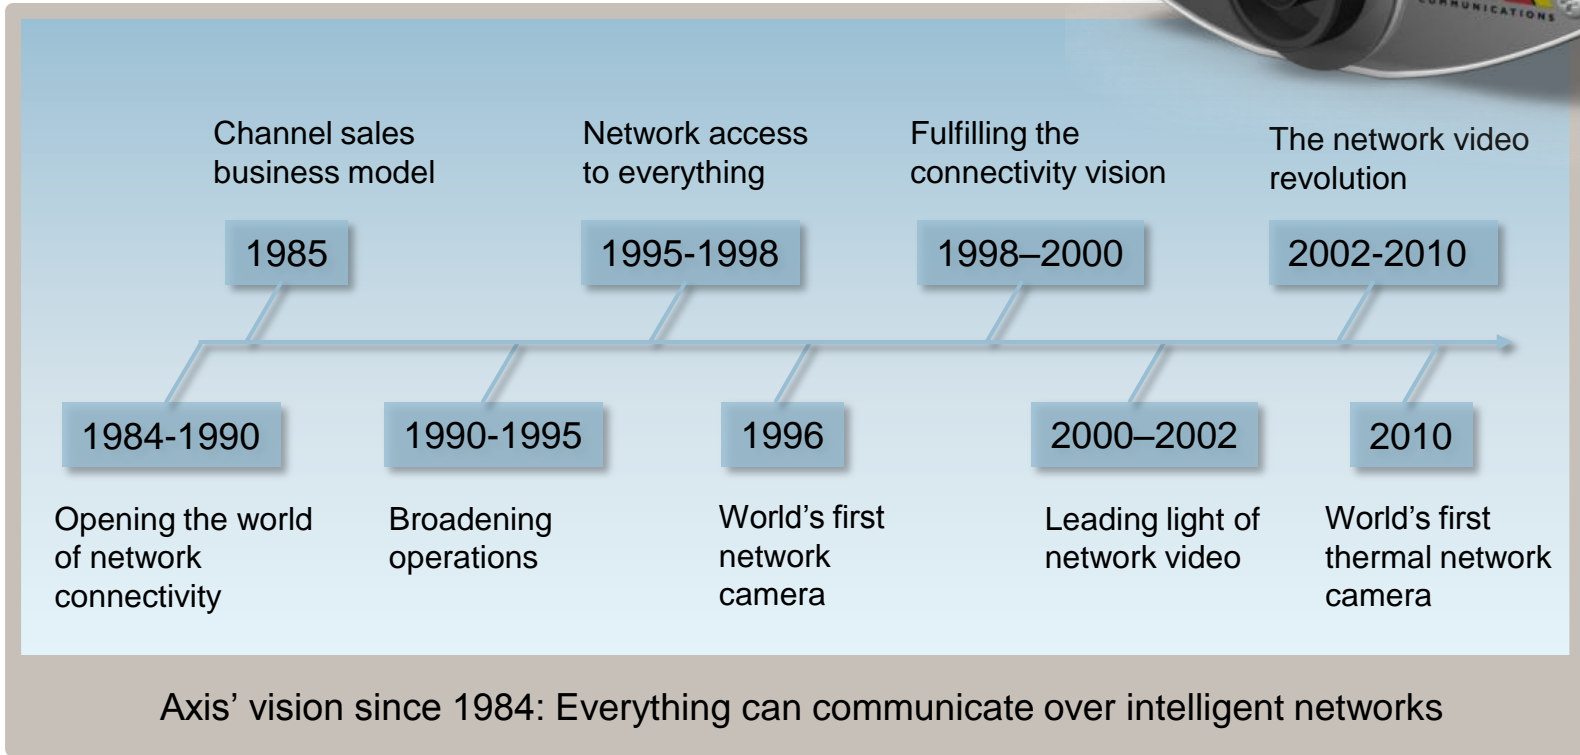 COMMUNICATIONS
Channel sales
business model
Network access
to everything
Fulfilling the
connectivity vision
The network video
revolution
1985
1995-1998
1998–2000
2002-2010
1984-1990
1990-1995
1996
2000–2002
2010
Opening the world
of network
connectivity
Broadening
operations
World’s first
network
camera
Leading light of
network video
World’s first
thermal network
camera
Axis’ vision since 1984: Everything can communicate over intelligent networks